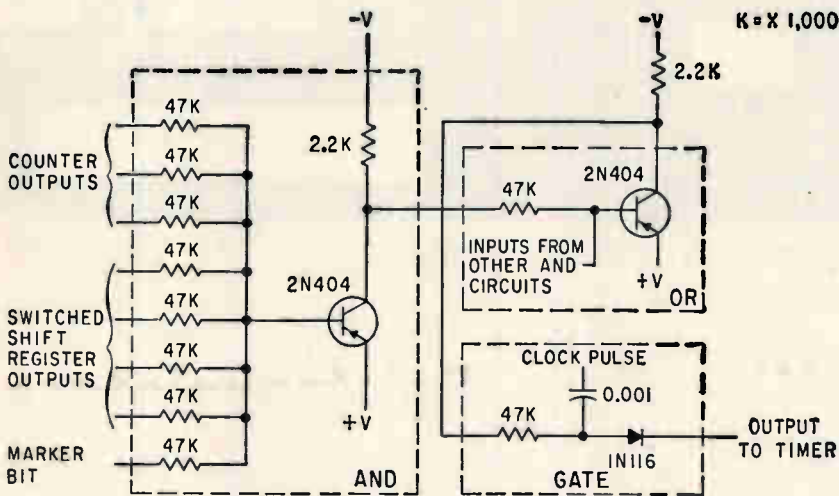 -V
-V
K = X 1,000
47K
2.2K
47K
2.2K
COUNTER
OUTPUTS
47K
2N404
47K
47K
INPUTS FROM
OTHER AND
CIRCUITS
+V
OR
47K
2N404
SWITCHED
SHIFT
REGISTER
OUTPUTS
47K
47K
CLOCK PULSE
0.001
47K
+V
47K
MARKER
BIT
47K
AND
1N116
GATE
OUTPUT
TO TIMER